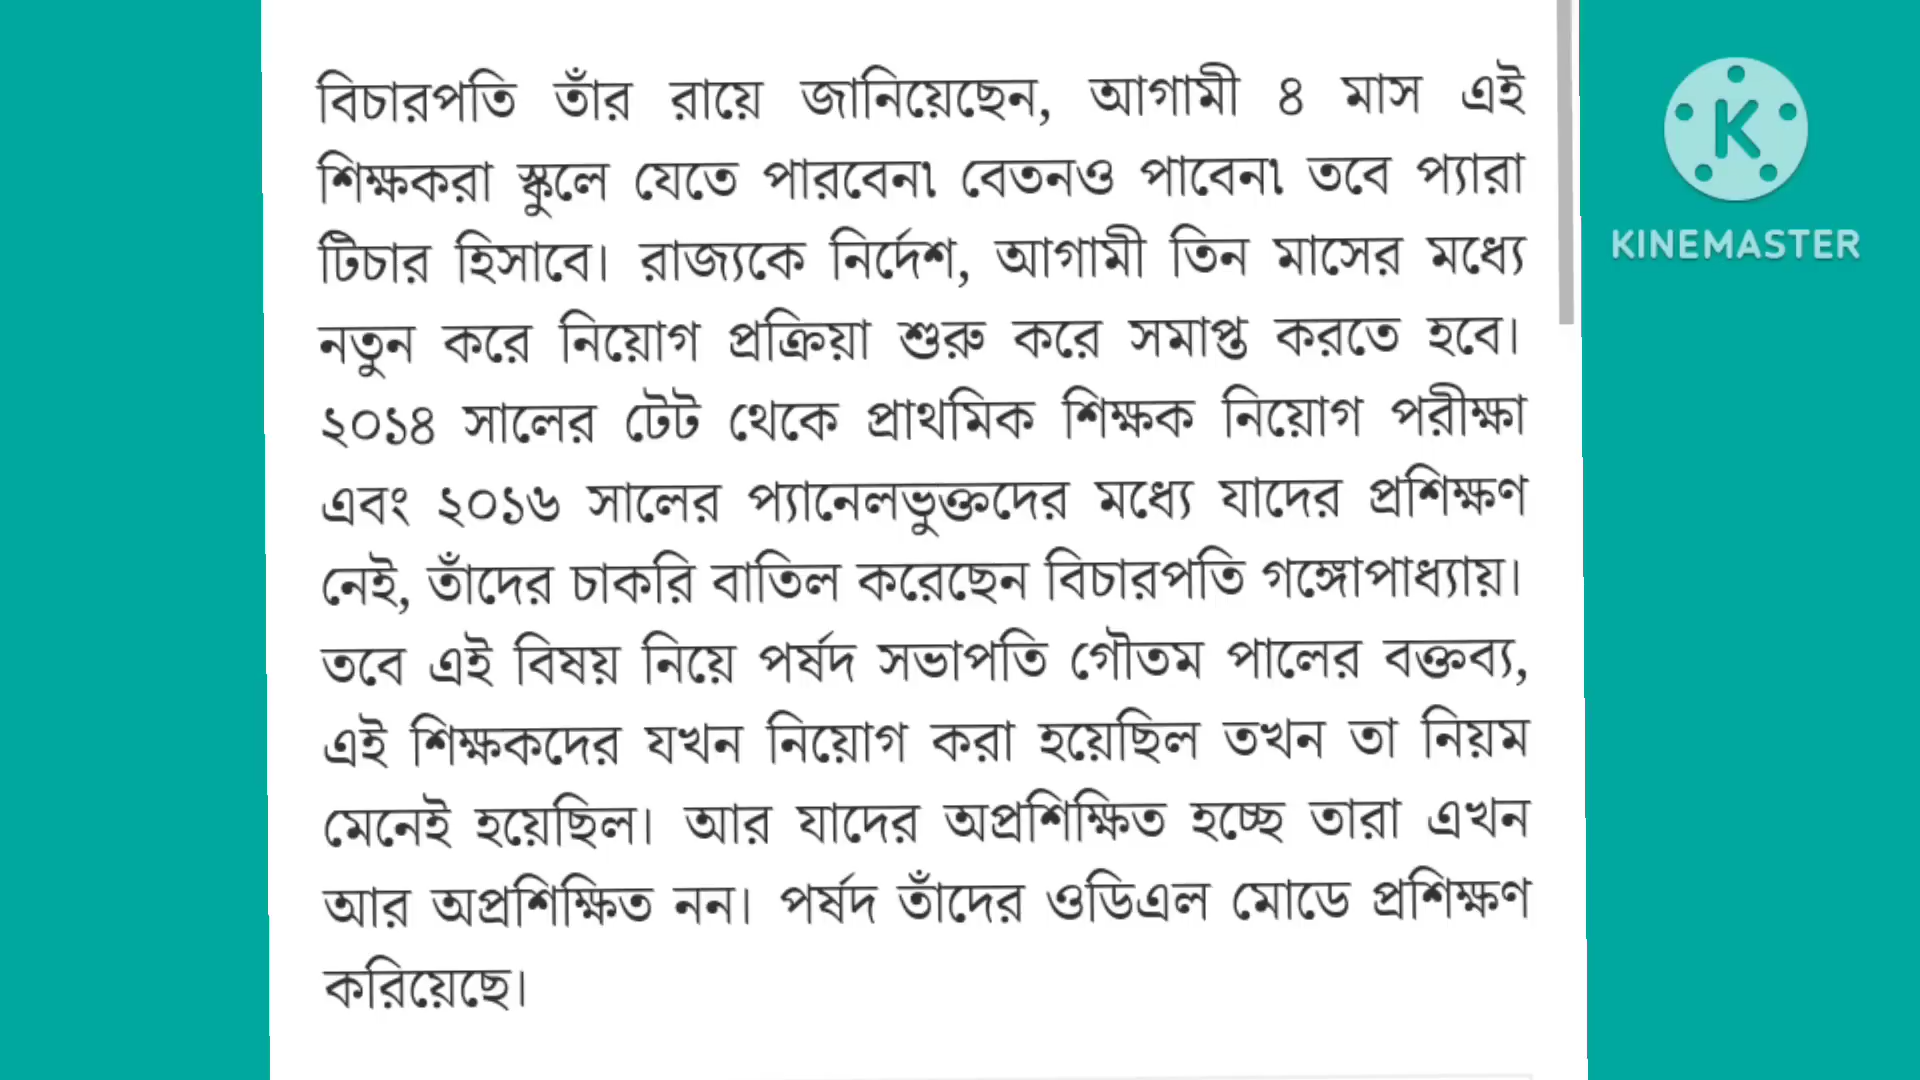 বিচারপতি তাঁর রায়ে জানিয়েছেন, আগামী ৪ মাস এই
শিক্ষকরা স্কুলে যেতে পারবেন৷ বেতনও পাবেন৷ তবে প্যারা
টিচার হিসাবে। রাজ্যকে নির্দেশ, আগামী তিন মাসের মধ্যে
নতুন করে নিয়োগ প্রক্রিয়া শুরু করে সমাপ্ত করতে হবে।
২০১৪ সালের টেট থেকে প্রাথমিক শিক্ষক নিয়োগ পরীক্ষা
এবং ২০১৬ সালের প্যানেলভুক্তদের মধ্যে যাদের প্রশিক্ষণ
নেই, তাঁদের চাকরি বাতিল করেছেন বিচারপতি গঙ্গোপাধ্যায়।
তবে এই বিষয় নিয়ে পর্ষদ সভাপতি গৌতম পালের বক্তব্য,
এই শিক্ষকদের যখন নিয়োগ করা হয়েছিল তখন তা নিয়ম
মেনেই হয়েছিল। আর যাদের অপ্রশিক্ষিত হচ্ছে তারা এখন
আর অপ্রশিক্ষিত নন। পর্ষদ তাঁদের ওডিএল মোডে প্রশিক্ষণ
করিয়েছে।
K
KINEMASTER